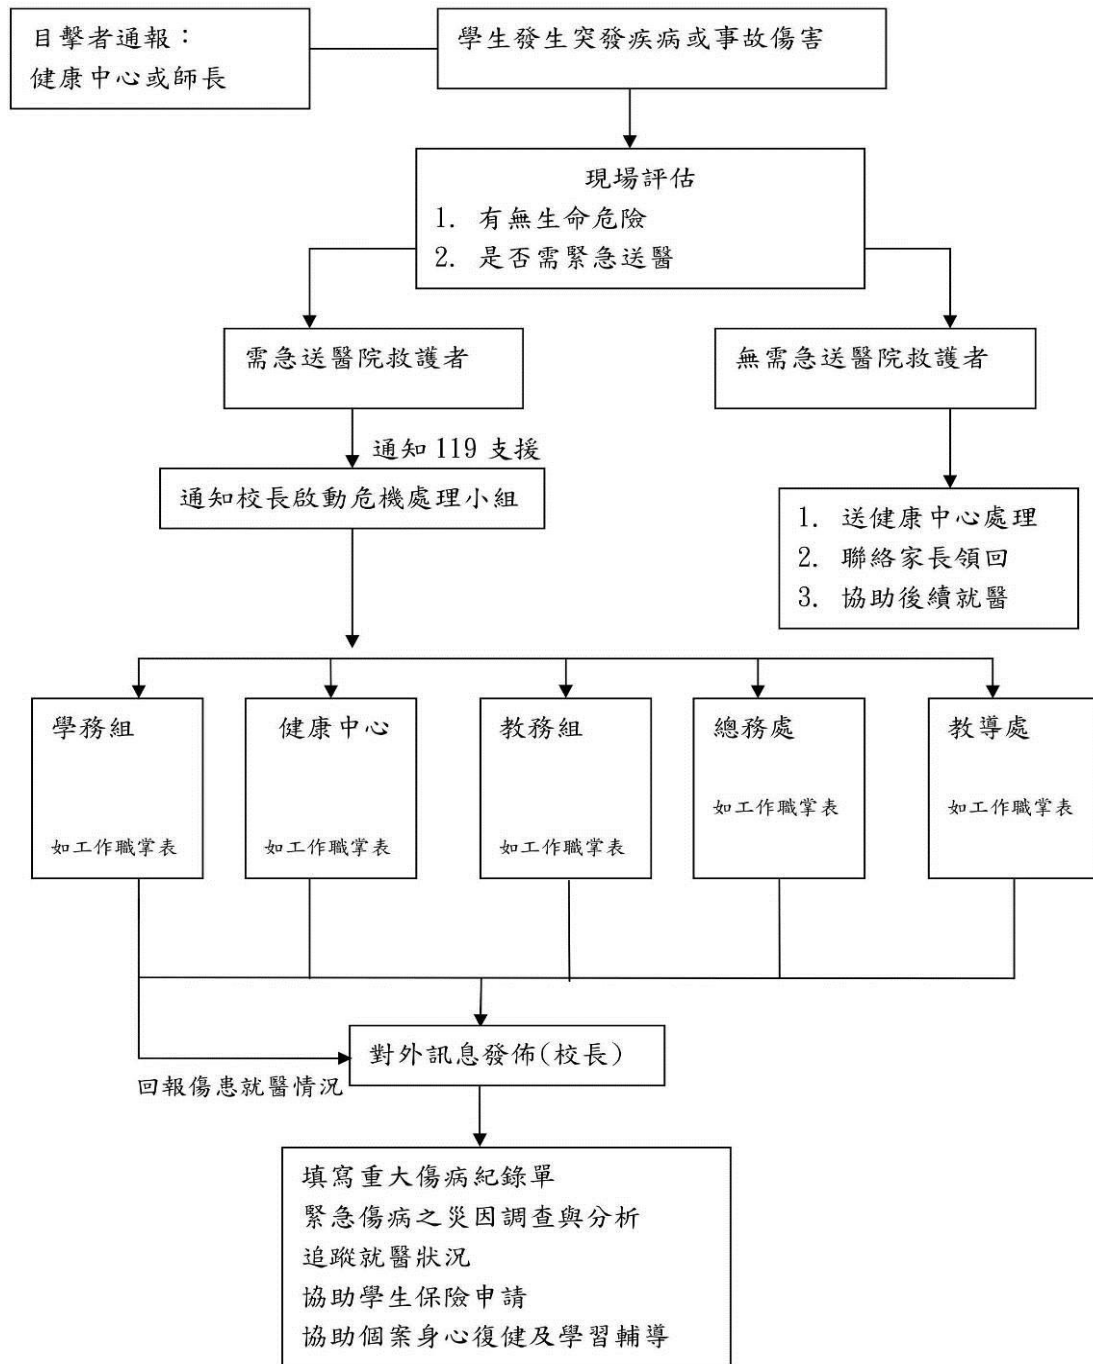 目擊者通報：
健康中心或師長
學生發生突發疾病或事故傷害
現場評估
1. 有無生命危險
2. 是否需緊急送醫
需急送醫院救護者
無需急送醫院救護者
通知 119 支援
通知校長啟動危機處理小組
1. 送健康中心處理
2. 聯絡家長領回
3. 協助後續就醫
學務組
如工作職掌表
健康中心
如工作職掌表
教務組
如工作職掌表
總務處
如工作職掌表
教導處
如工作職掌表
對外訊息發佈(校長)
回報傷患就醫情況
填寫重大傷病紀錄單
緊急傷病之災因調查與分析
追蹤就醫狀況
協助學生保險申請
協助個案身心復健及學習輔導